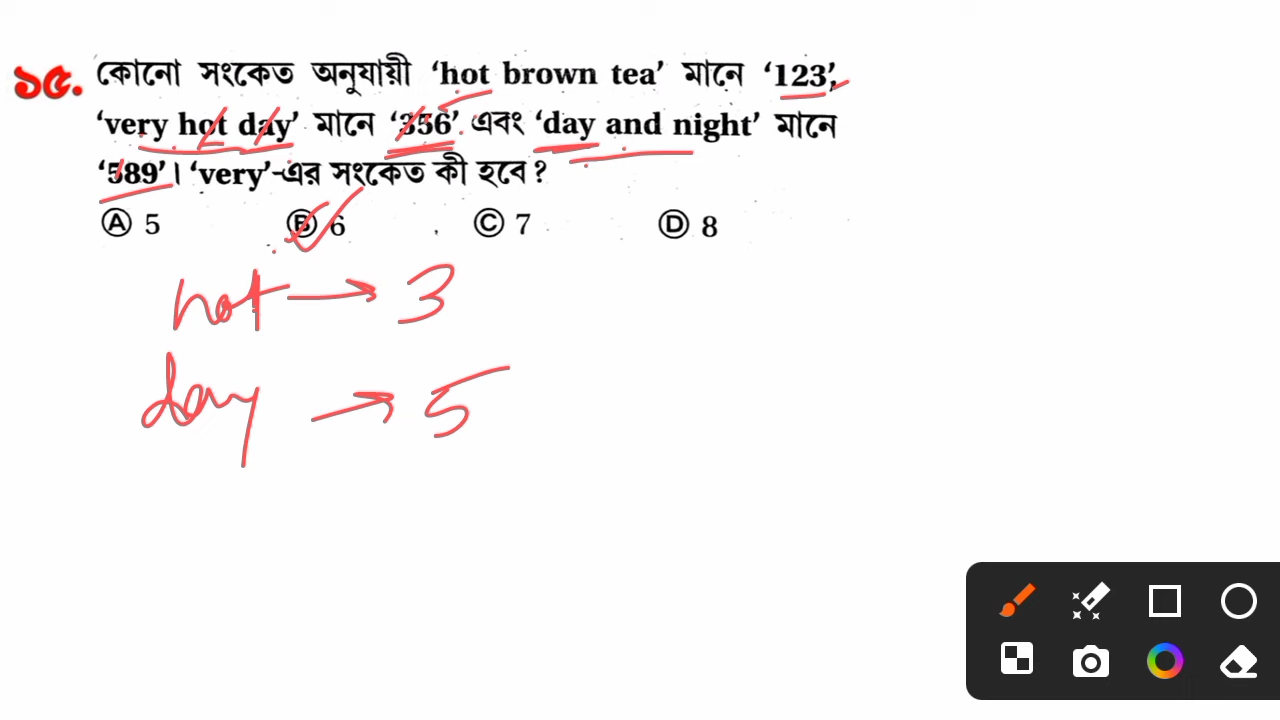 ১৫. কোনো সংকেত অনুযায়ী ‘hot brown tea’ মানে ‘123’,
‘very hot day’ মানে ‘356’ এবং ‘day and night’ মানে
‘589’। ‘very’-এর সংকেত কী হবে?
Ⓐ 5 Ⓑ 6 Ⓒ 7 Ⓓ 8
hot → 3
day → 5